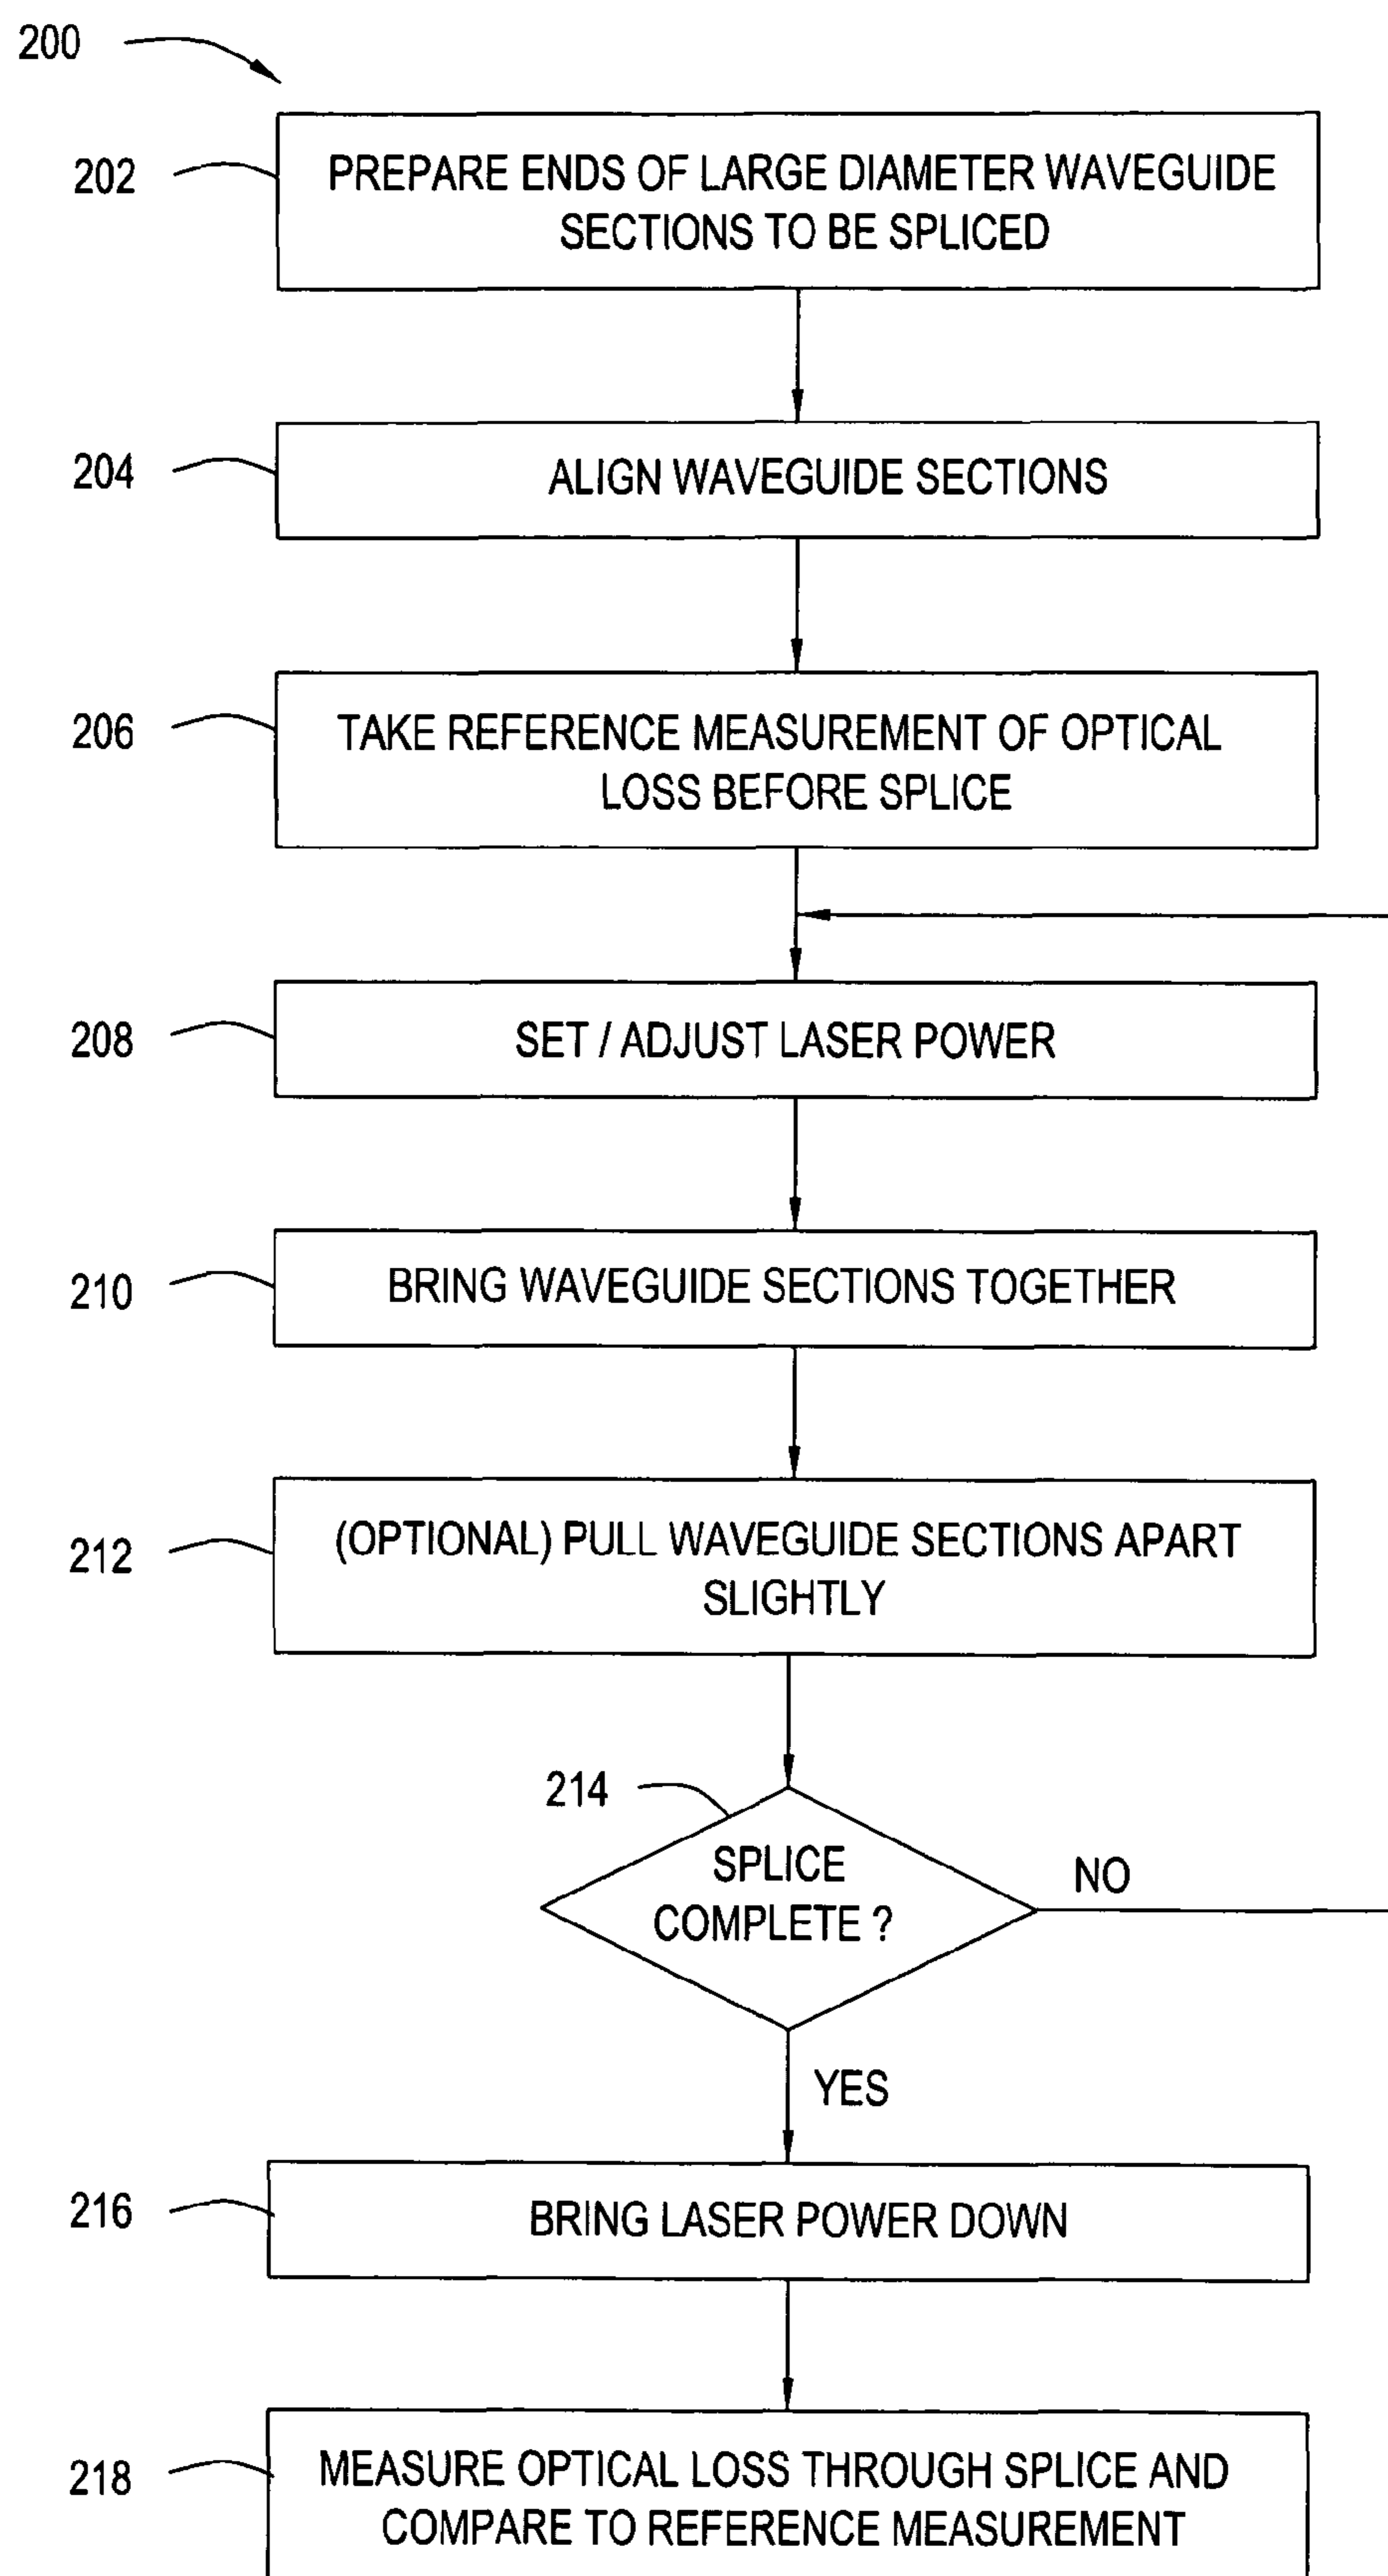 200
202
PREPARE ENDS OF LARGE DIAMETER WAVEGUIDE
SECTIONS TO BE SPLICED
204
ALIGN WAVEGUIDE SECTIONS
206
TAKE REFERENCE MEASUREMENT OF OPTICAL
LOSS BEFORE SPLICE
208
SET / ADJUST LASER POWER
210
BRING WAVEGUIDE SECTIONS TOGETHER
212
(OPTIONAL) PULL WAVEGUIDE SECTIONS APART
SLIGHTLY
214
SPLICE
COMPLETE ?
NO
YES
216
BRING LASER POWER DOWN
218
MEASURE OPTICAL LOSS THROUGH SPLICE AND
COMPARE TO REFERENCE MEASUREMENT